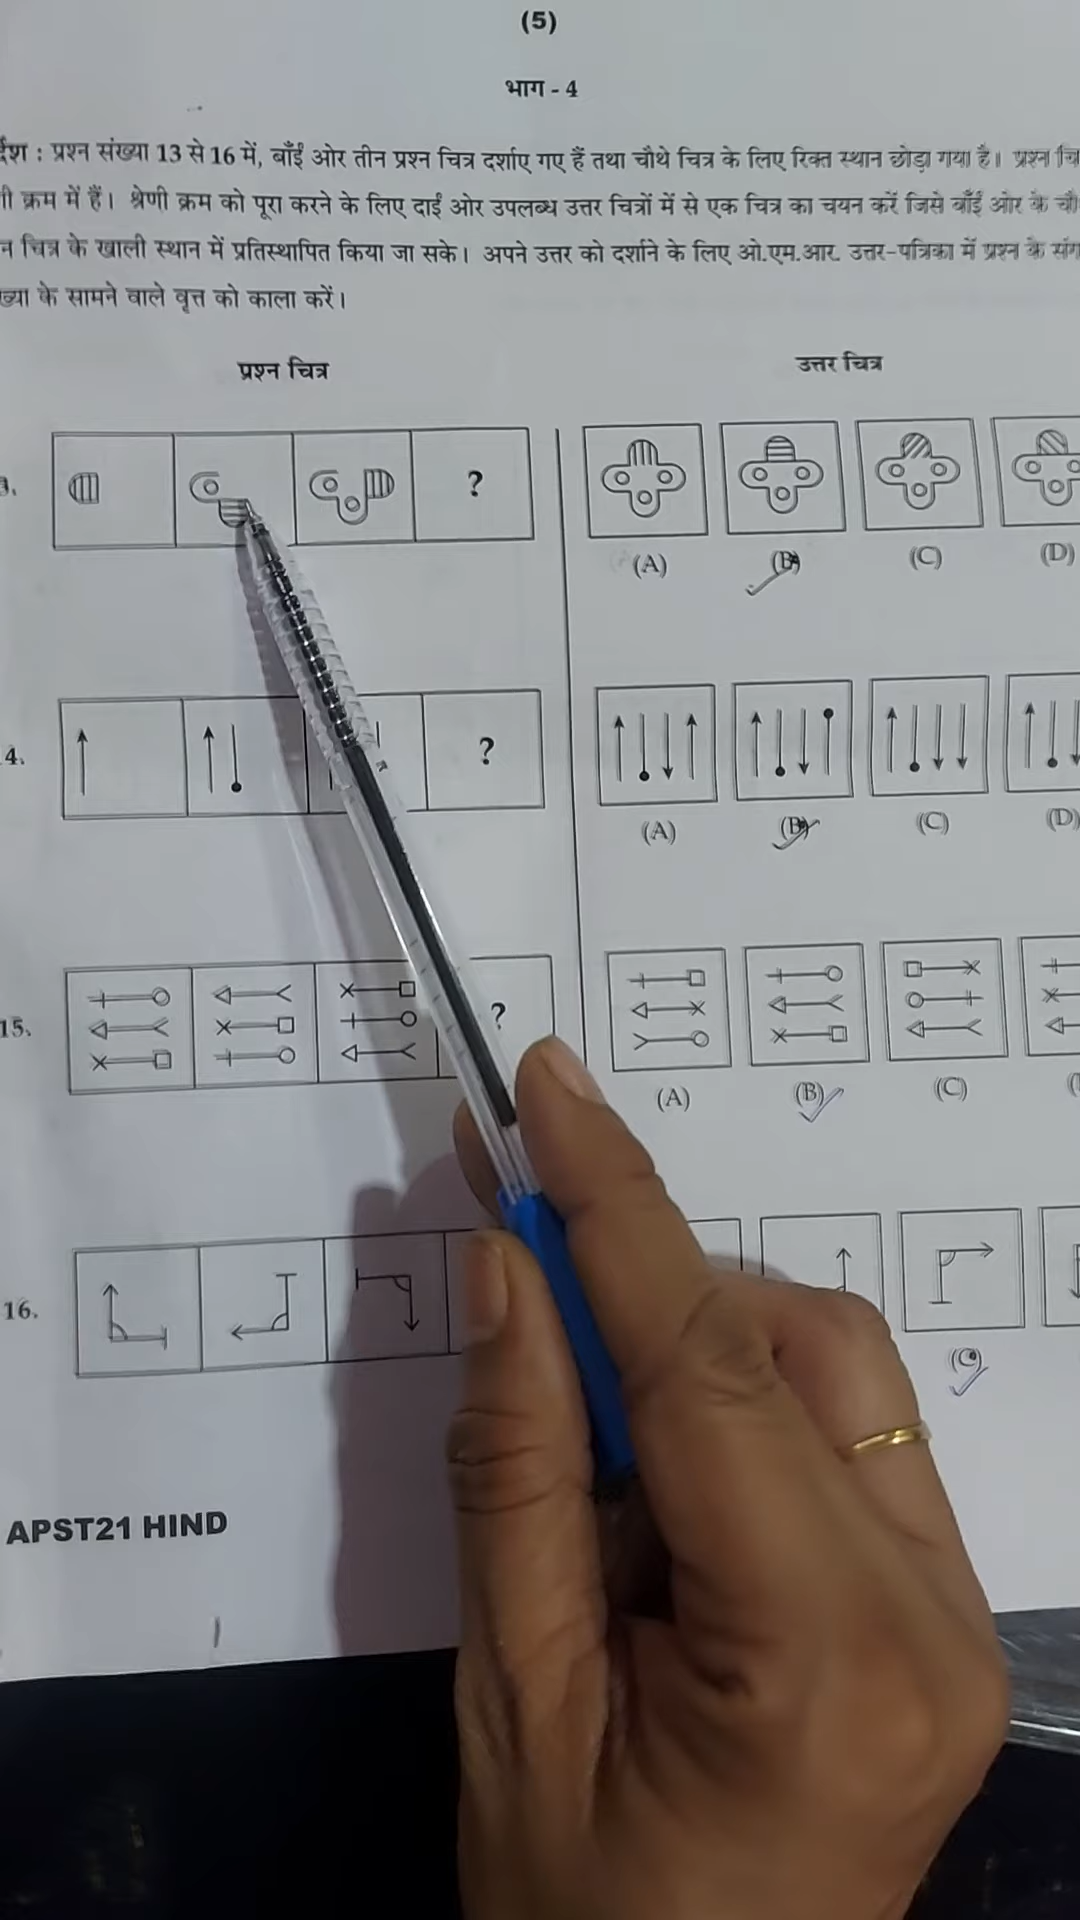 (5)
भाग - 4
प्रश्न संख्या 13 से 16 में, बाँईं ओर तीन प्रश्न चित्र दर्शाए गए हैं तथा चौथे चित्र के लिए रिक्त स्थान छोड़ा गया है। प्रश्न
क्रम में हैं। श्रेणी क्रम को पूरा करने के लिए दाईं ओर उपलब्ध उत्तर चित्रों में से एक चित्र का चयन करें जिसे बाँईं ओर के
चित्र के खाली स्थान में प्रतिस्थापित किया जा सके। अपने उत्तर को दर्शाने के लिए ओ.एम.आर. उत्तर-पत्रिका में प्रश्न के
के सामने वाले वृत्त को काला करें।
प्रश्न चित्र उत्तर चित्र
3. ?
(A) (B) (C) (D)
4. ?
(A) (B) (C) (D)
15. ?
(A) (B) (C)
16.
(C)
APST21 HIND